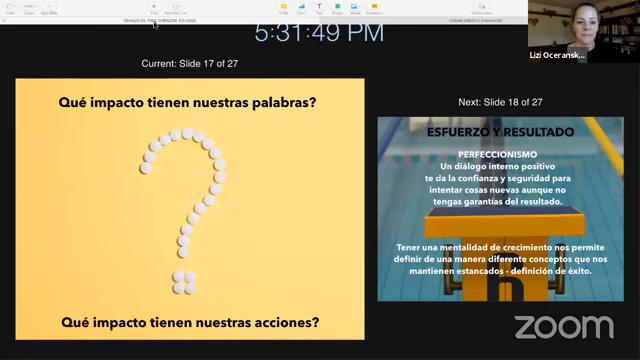 5:31:49 PM
Lizi Oceransk...
Current: Slide 17 of 27
Qué impacto tienen nuestras palabras?
Qué impacto tienen nuestras acciones?
Next: Slide 18 of 27
ESFUERZO Y RESULTADO
PERFECCIONISMO
Un diálogo interno positivo
te da la confianza y seguridad para
intentar cosas nuevas aunque no
tengas garantías del resultado.
Tener una mentalidad de crecimiento nos permite
definir de una manera diferente conceptos que nos
mantienen estancados - definición de éxito.
6
zoom